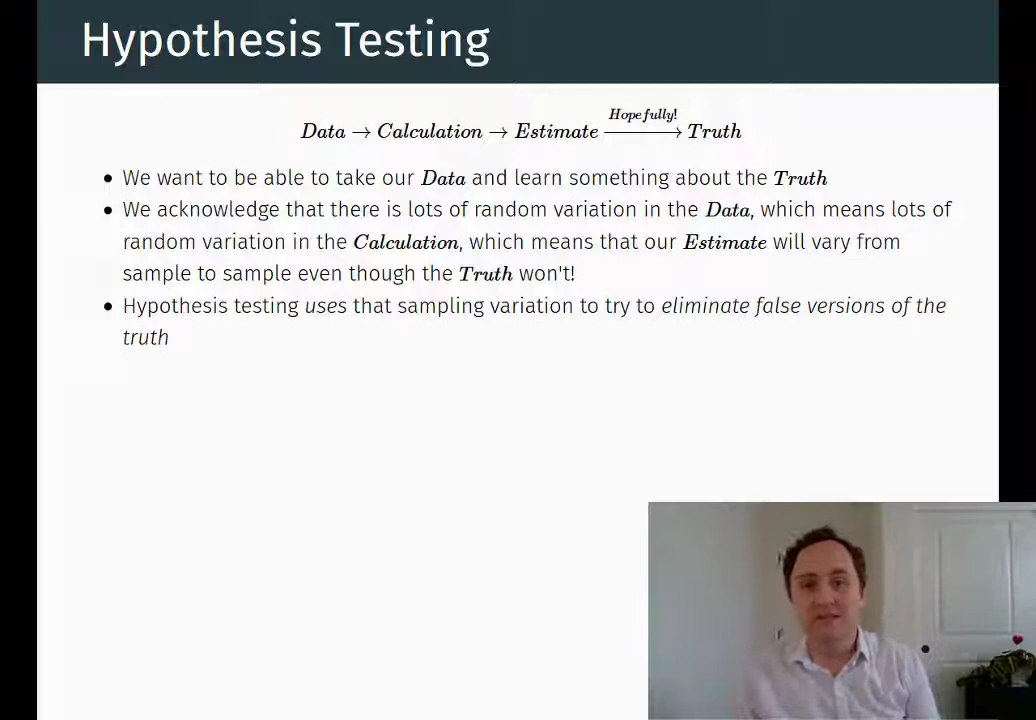 Hypothesis Testing
Hopefully!
Data → Calculation → Estimate ⟶ Truth
• We want to be able to take our Data and learn something about the Truth
• We acknowledge that there is lots of random variation in the Data, which means lots of
random variation in the Calculation, which means that our Estimate will vary from
sample to sample even though the Truth won't!
• Hypothesis testing uses that sampling variation to try to eliminate false versions of the
truth